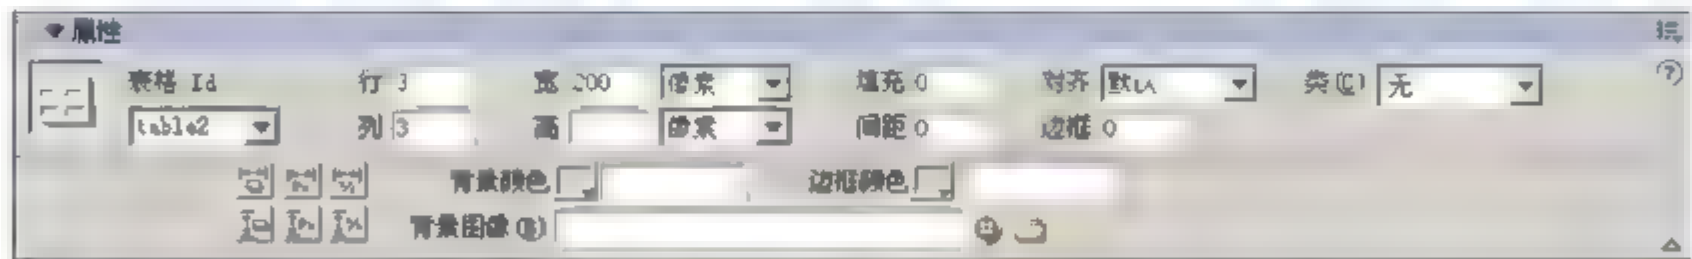 属性
表格 Id 行 3 宽 200 像素 填充 0 对齐 默认 类(C) 无
table2 列 3 高 像素 间距 0 边框 0
背景颜色 边框颜色
背景图像(B)